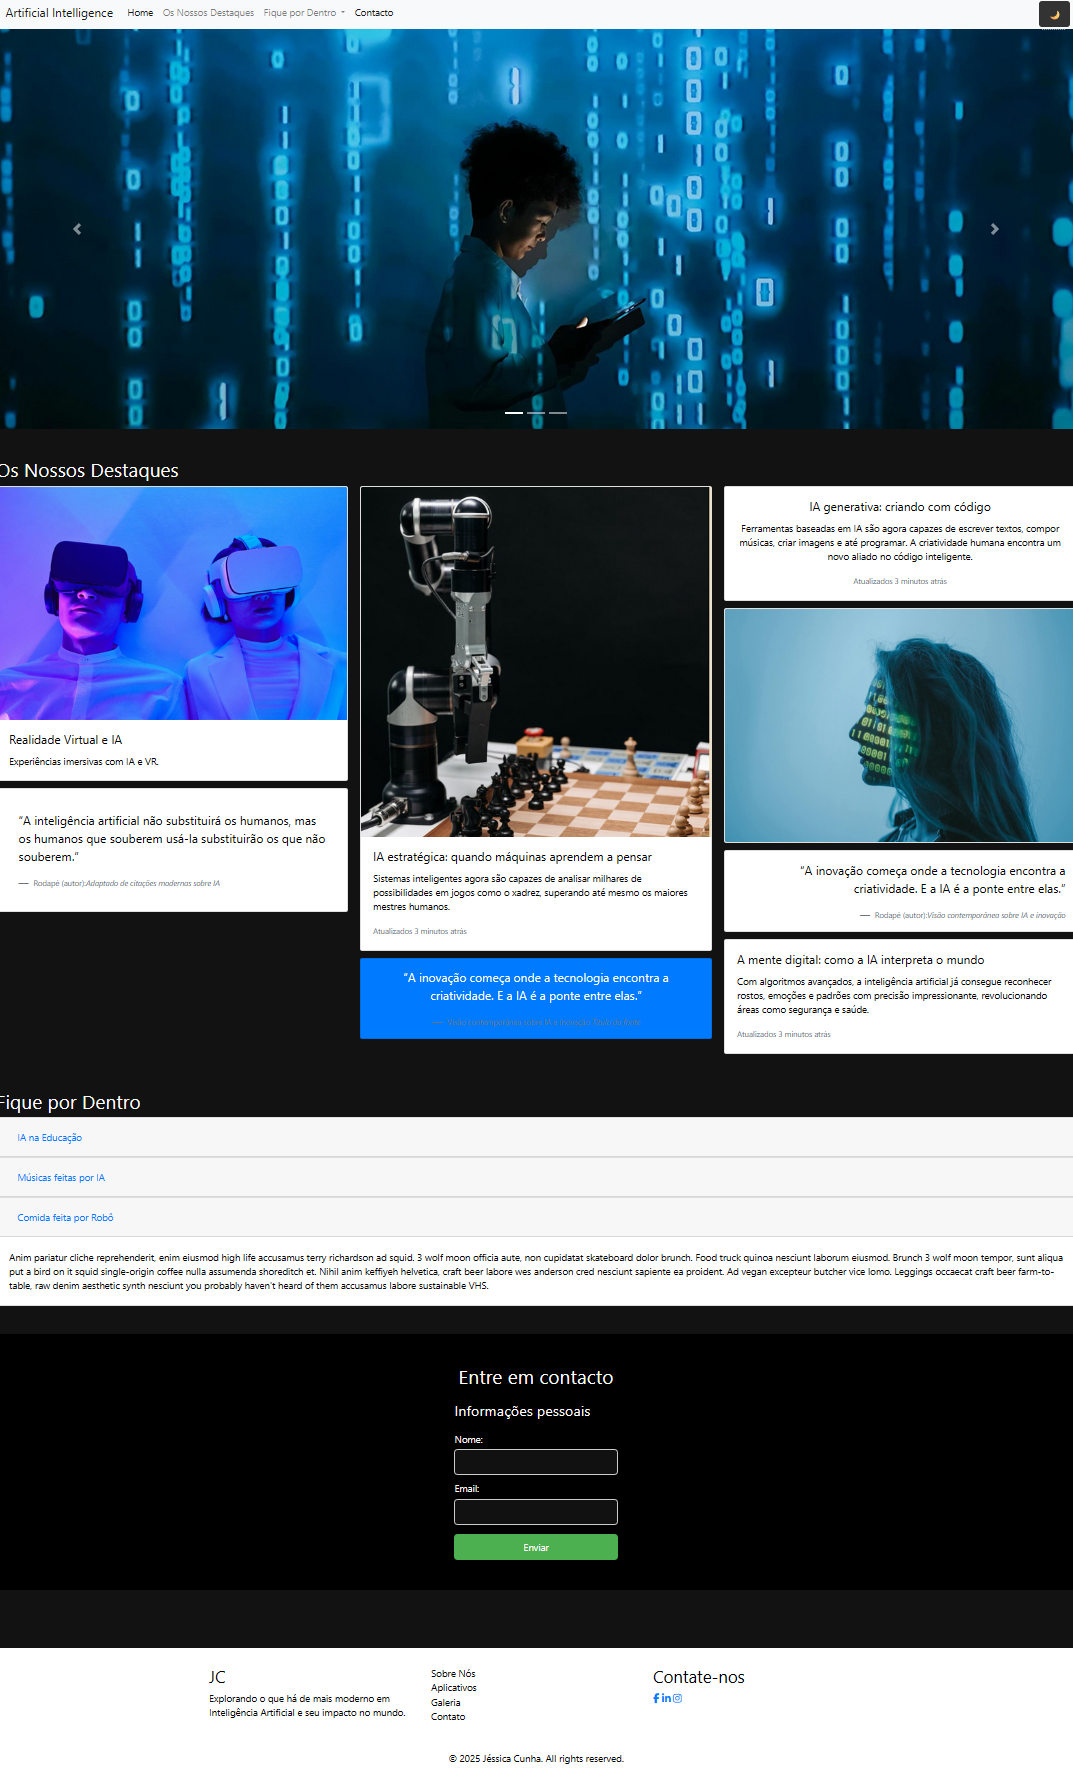 Artificial Intelligence Home Os Nossos Destaques Fique por Dentro Contacto
Os Nossos Destaques
Realidade Virtual e IA
Experiências imersivas com IA e VR.
“A inteligência artificial não substituirá os humanos, mas
os humanos que souberem usá-la substituirão os que não
souberem.”
— Rodapé (autor):Adaptado de citações modernas sobre IA
IA estratégica: quando máquinas aprendem a pensar
Sistemas inteligentes agora são capazes de analisar milhares de
possibilidades em jogos como o xadrez, superando até mesmo os maiores
mestres humanos.
Atualizados 3 minutos atrás
“A inovação começa onde a tecnologia encontra a
criatividade. E a IA é a ponte entre elas.”
— Visão contemporânea sobre IA e inovação Título da fonte
IA generativa: criando com código
Ferramentas baseadas em IA são agora capazes de escrever textos, compor
músicas, criar imagens e até programar. A criatividade humana encontra um
novo aliado no código inteligente.
Atualizados 3 minutos atrás
“A inovação começa onde a tecnologia encontra a
criatividade. E a IA é a ponte entre elas.”
— Rodapé (autor):Visão contemporânea sobre IA e inovação
A mente digital: como a IA interpreta o mundo
Com algoritmos avançados, a inteligência artificial já consegue reconhecer
rostos, emoções e padrões com precisão impressionante, revolucionando
áreas como segurança e saúde.
Atualizados 3 minutos atrás
Fique por Dentro
IA na Educação
Músicas feitas por IA
Comida feita por Robô
Anim pariatur cliche reprehenderit, enim eiusmod high life accusamus terry richardson ad squid. 3 wolf moon officia aute, non cupidatat skateboard dolor brunch. Food truck quinoa nesciunt laborum eiusmod. Brunch 3 wolf moon tempor, sunt aliqua
put a bird on it squid single-origin coffee nulla assumenda shoreditch et. Nihil anim keffiyeh helvetica, craft beer labore wes anderson cred nesciunt sapiente ea proident. Ad vegan excepteur butcher vice lomo. Leggings occaecat craft beer farm-to-
table, raw denim aesthetic synth nesciunt you probably haven't heard of them accusamus labore sustainable VHS.
Entre em contacto
Informações pessoais
Nome:
Email:
Enviar
JC
Explorando o que há de mais moderno em
Inteligência Artificial e seu impacto no mundo.
Sobre Nós
Aplicativos
Galeria
Contato
Contate-nos
© 2025 Jéssica Cunha. All rights reserved.